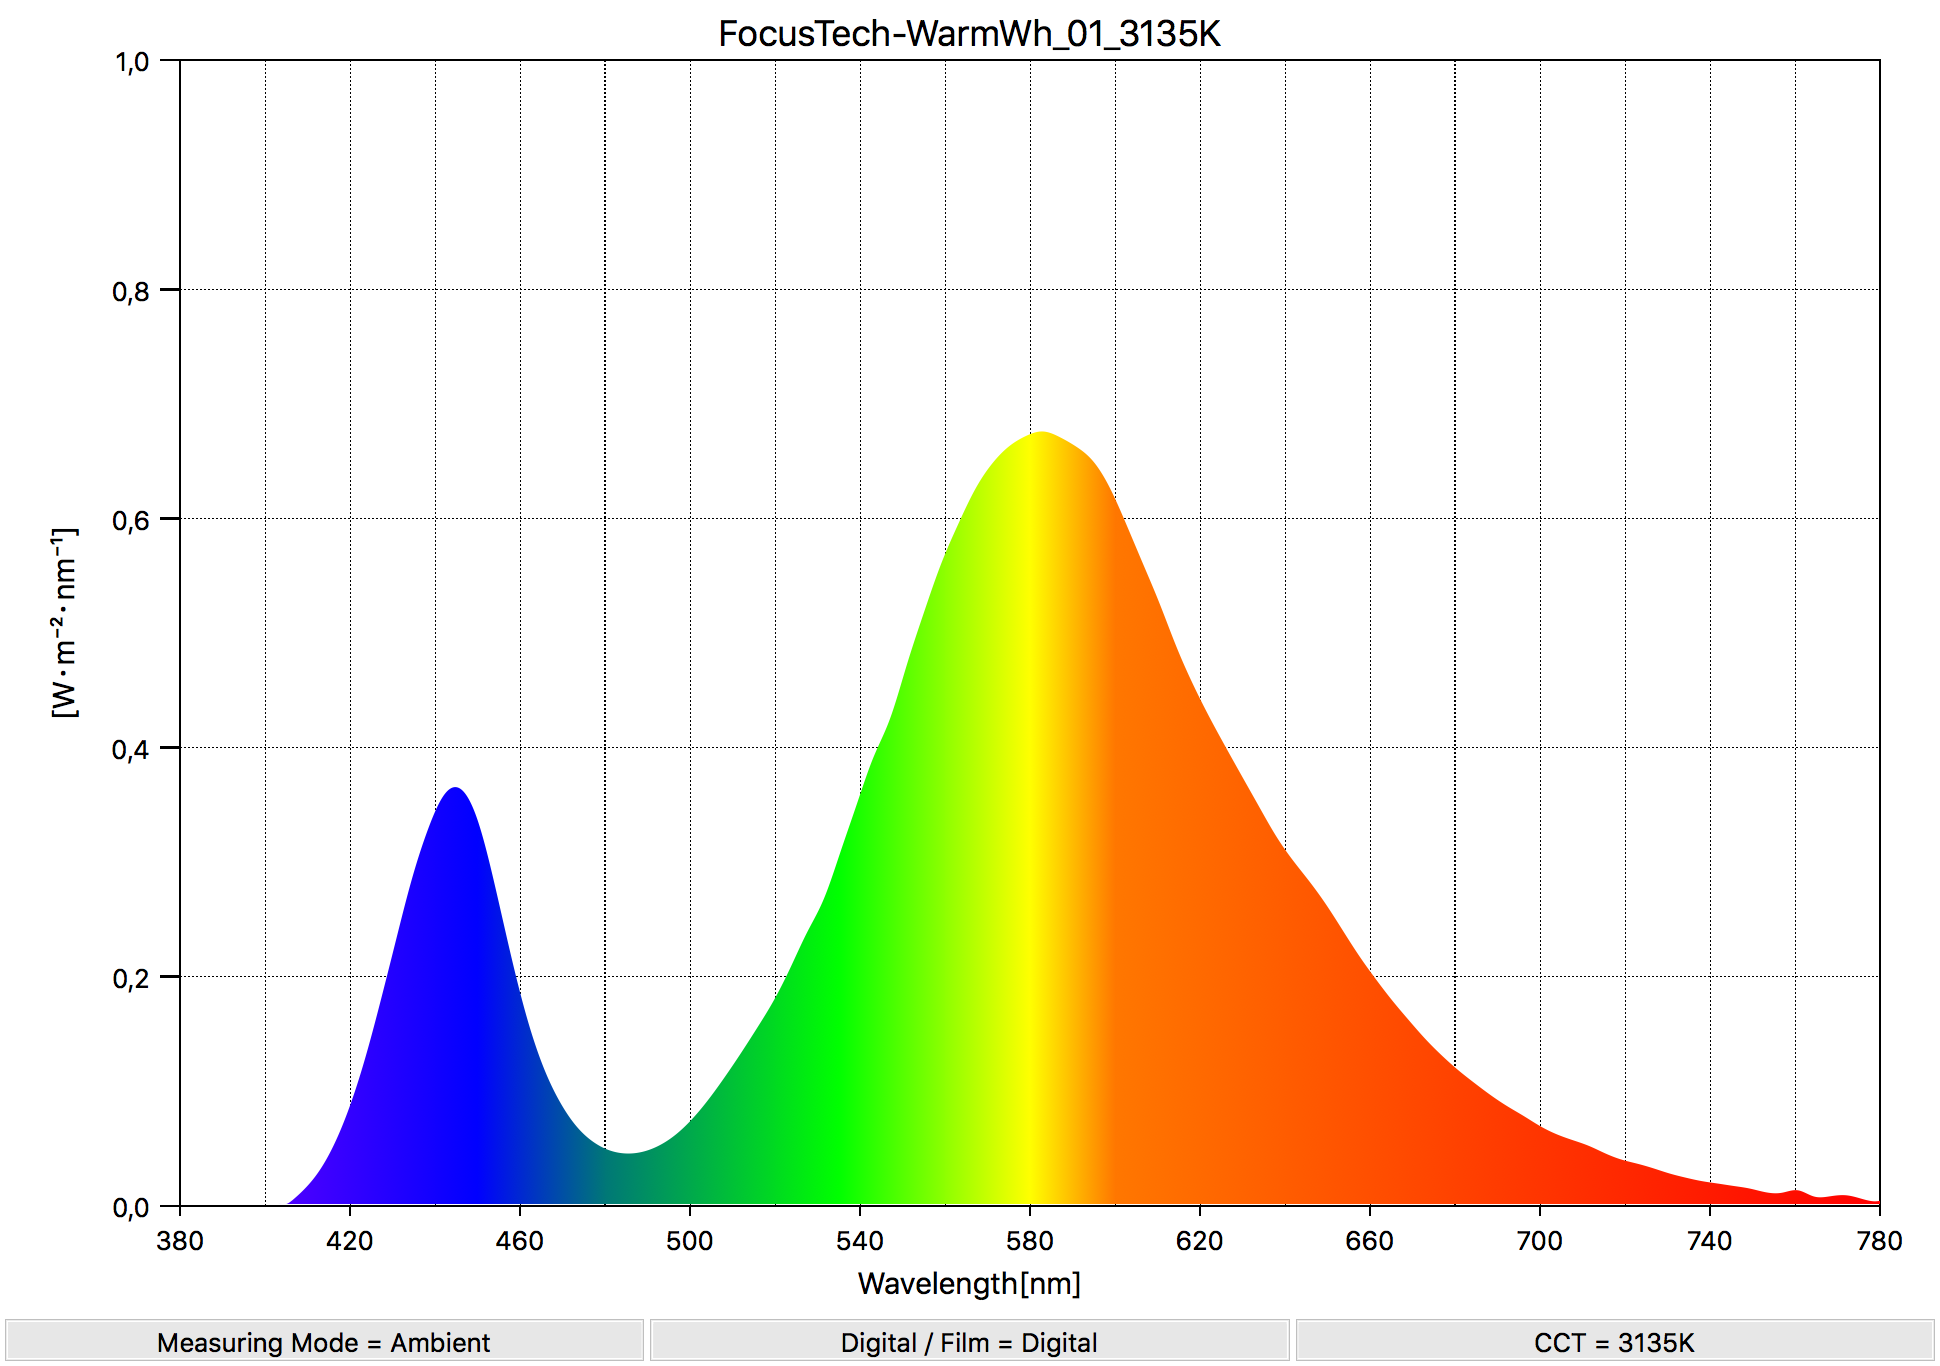 FocusTech-WarmWh_01_3135K
1,0
0,8
0,6
0,4
0,2
0,0
[W·m⁻²·nm⁻¹]
380 420 460 500 540 580 620 660 700 740 780
Wavelength[nm]
Measuring Mode = Ambient
Digital / Film = Digital
CCT = 3135K